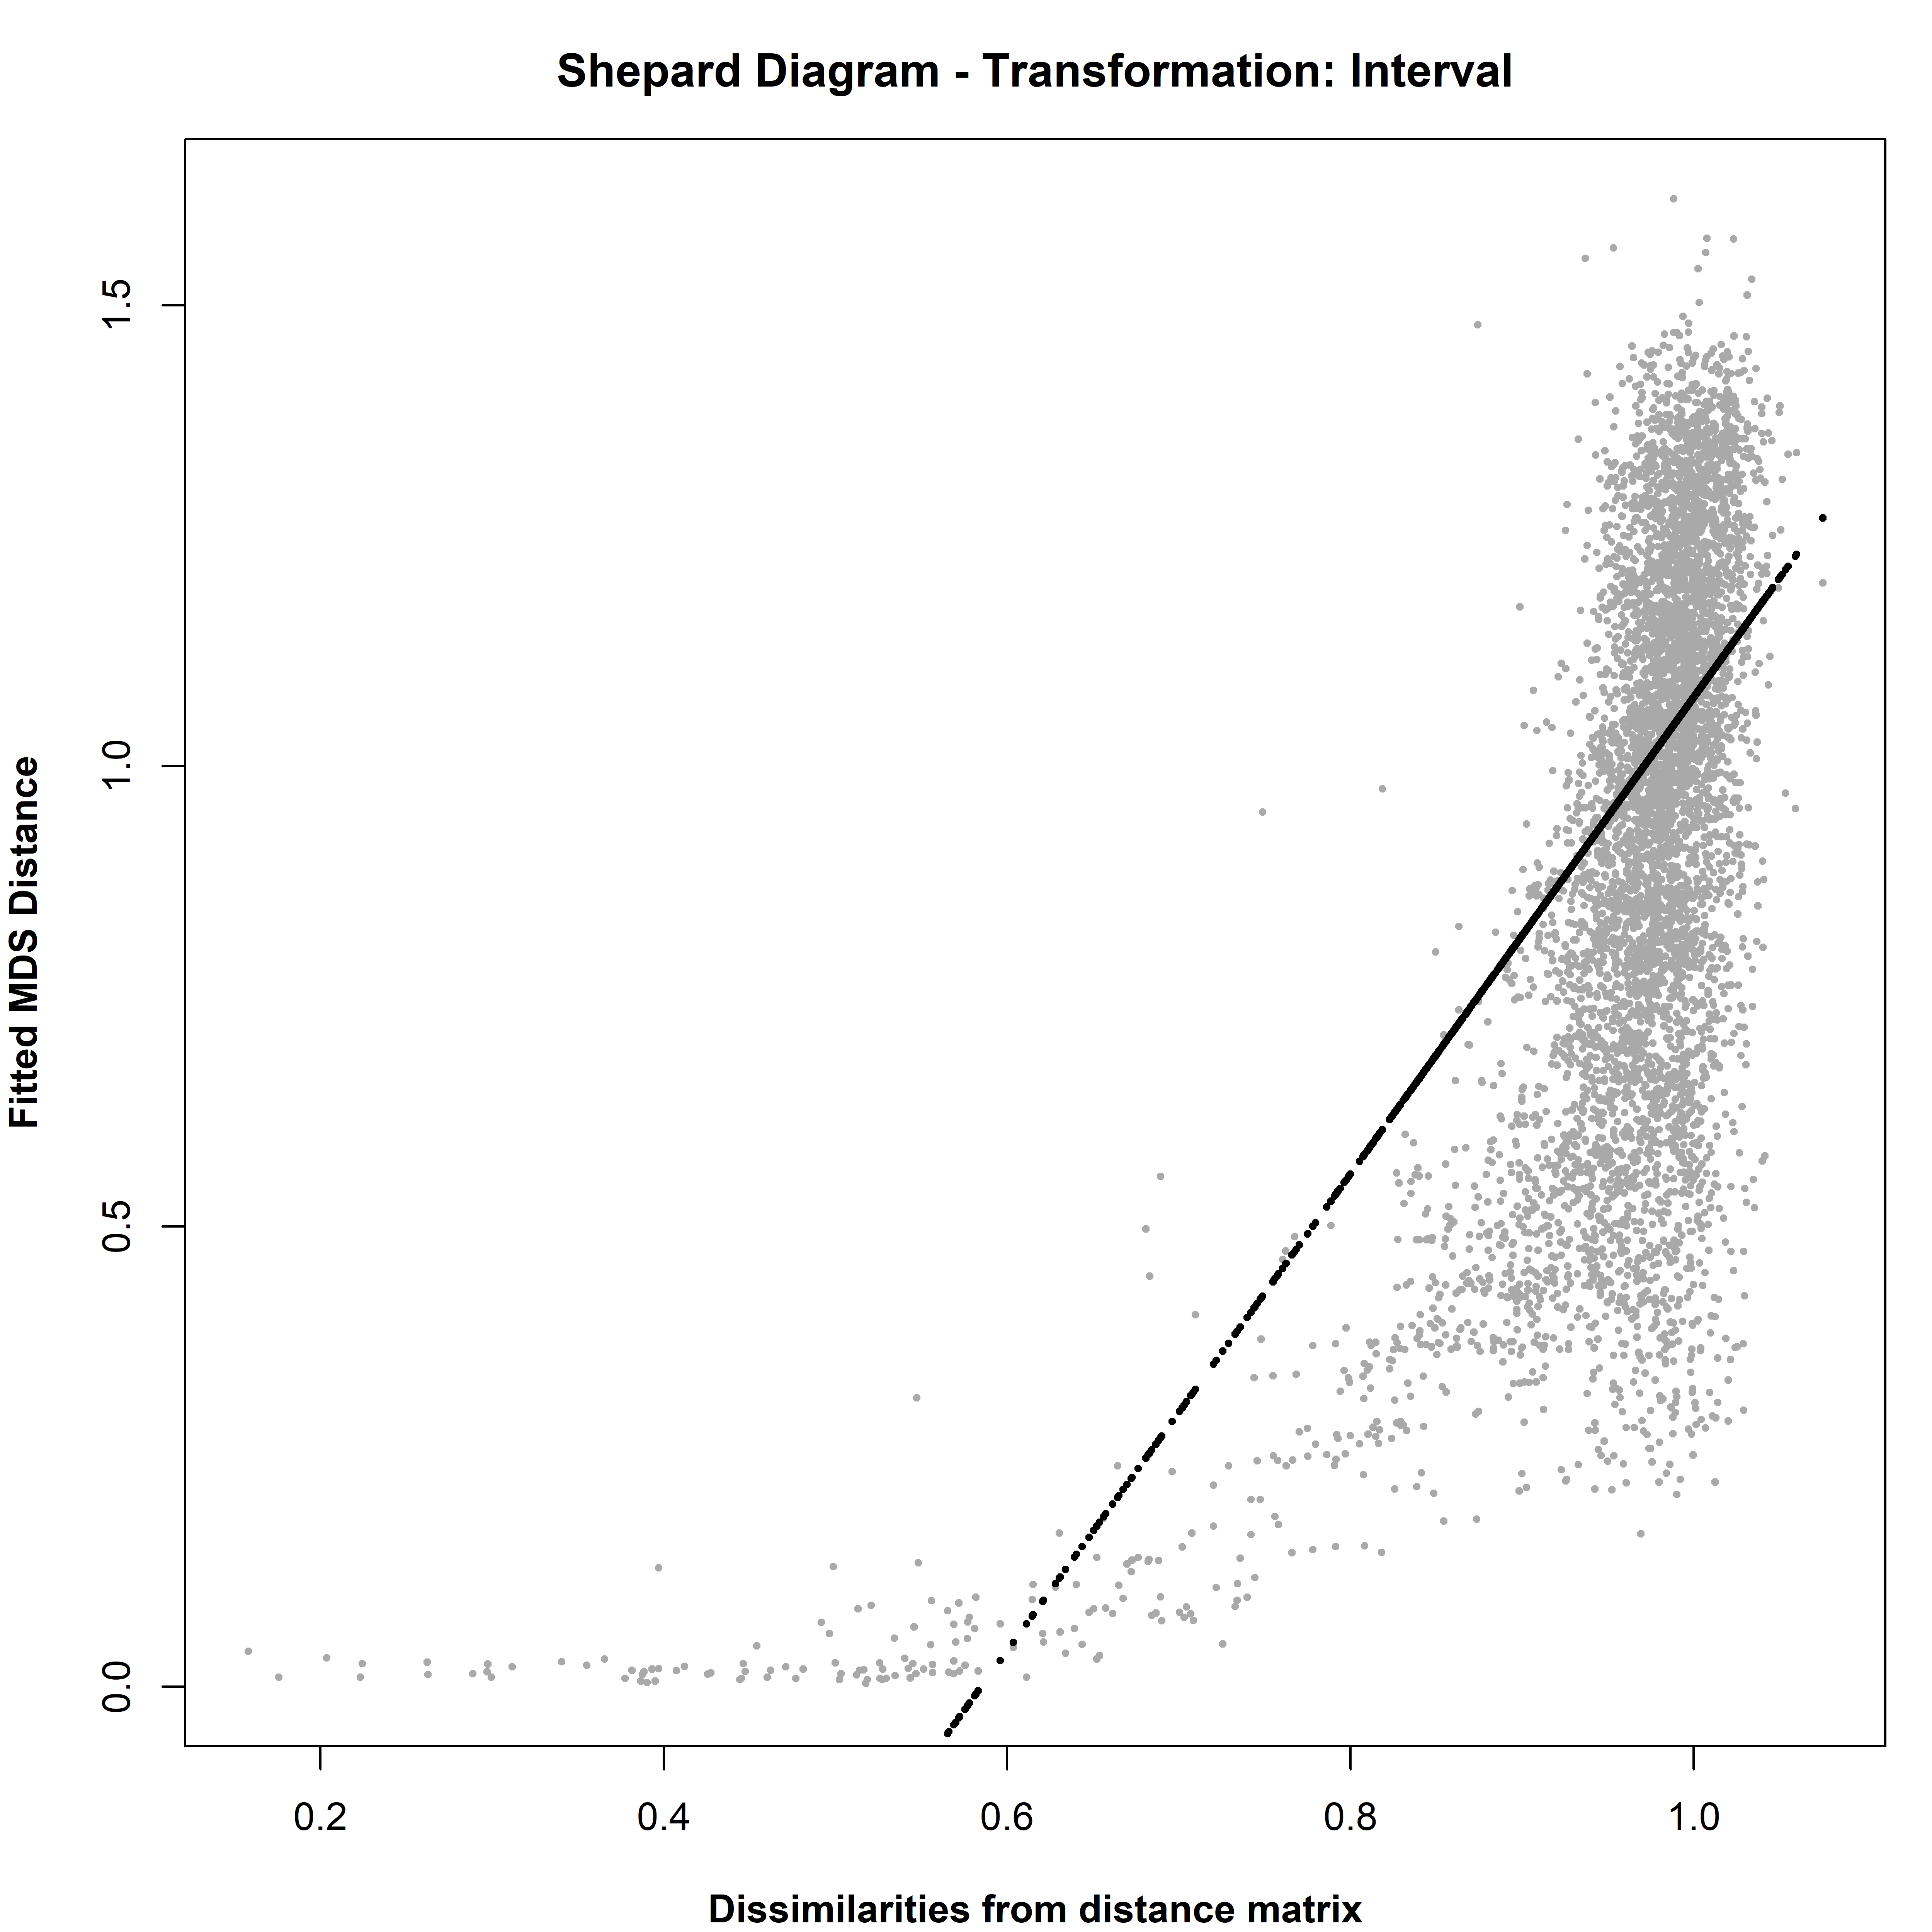 Shepard Diagram - Transformation: Interval
1.5
1.0
0.5
0.0
Fitted MDS Distance
0.2 0.4 0.6 0.8 1.0
Dissimilarities from distance matrix